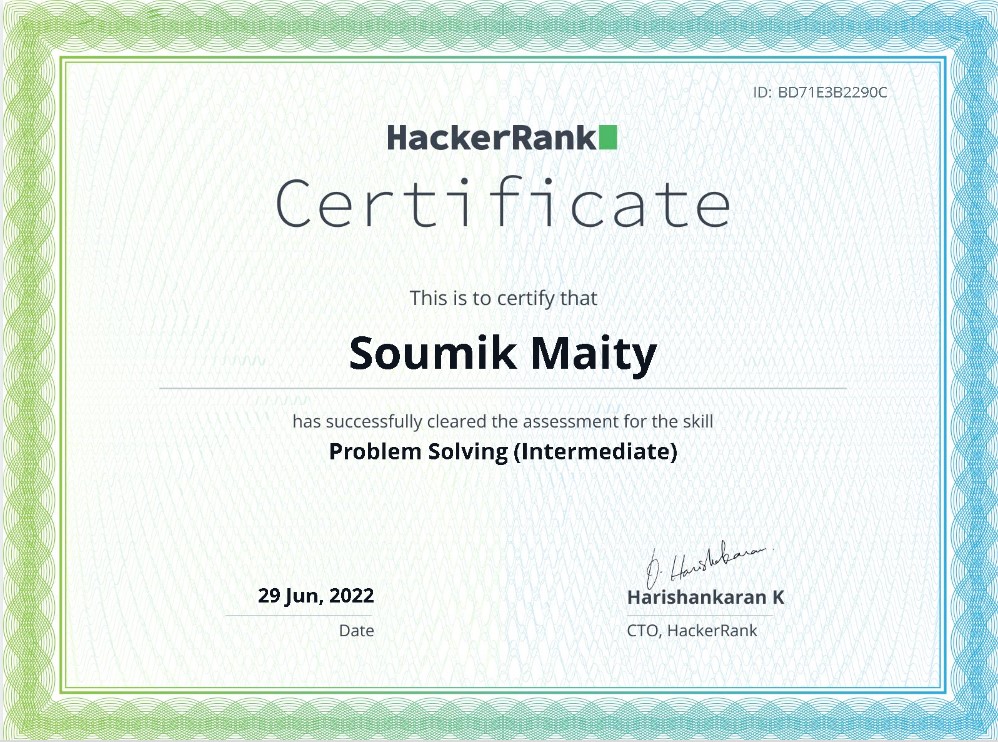 ID: BD71E3B2290C
HackerRank
Certificate
This is to certify that
Soumik Maity
has successfully cleared the assessment for the skill
Problem Solving (Intermediate)
O. Harishankaran
29 Jun, 2022
Harishankaran K
Date
CTO, HackerRank